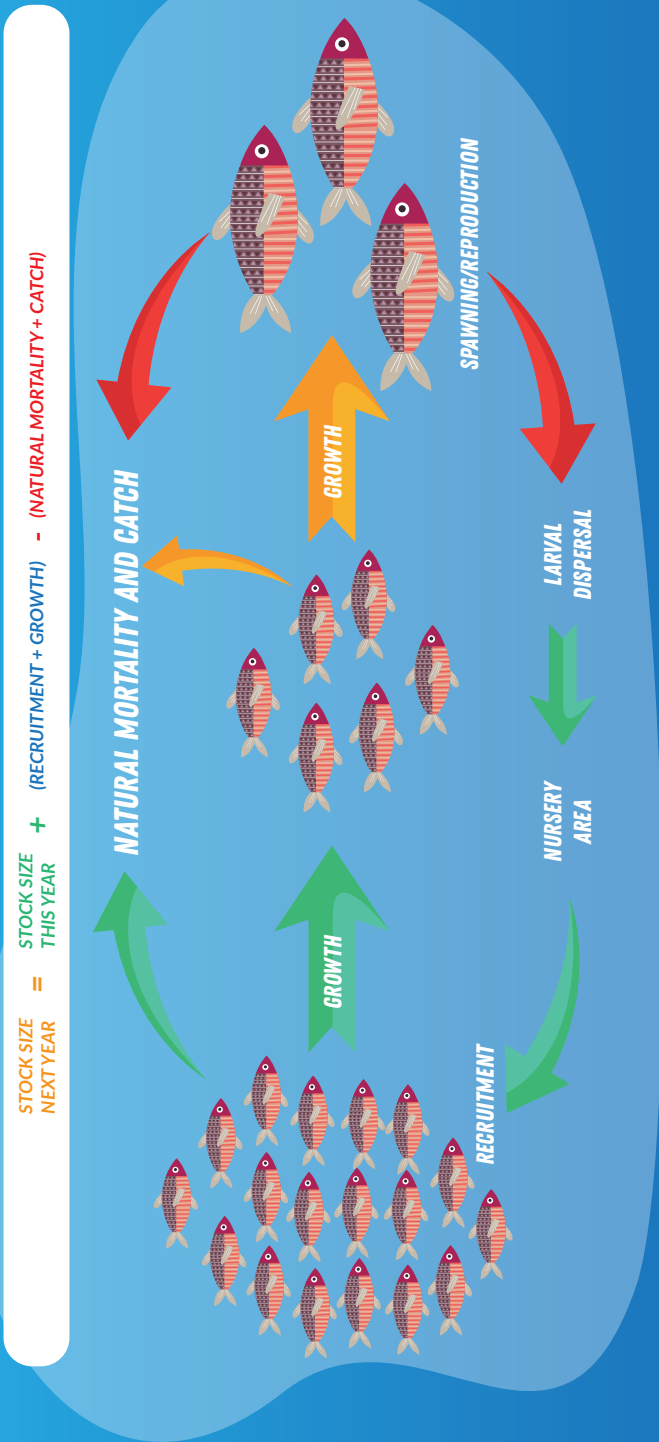 STOCK SIZE
NEXT YEAR
=
STOCK SIZE
THIS YEAR
+
(RECRUITMENT + GROWTH)
-
(NATURAL MORTALITY + CATCH)
NATURAL MORTALITY AND CATCH
GROWTH
GROWTH
SPAWNING/REPRODUCTION
RECRUITMENT
NURSERY
AREA
LARVAL
DISPERSAL